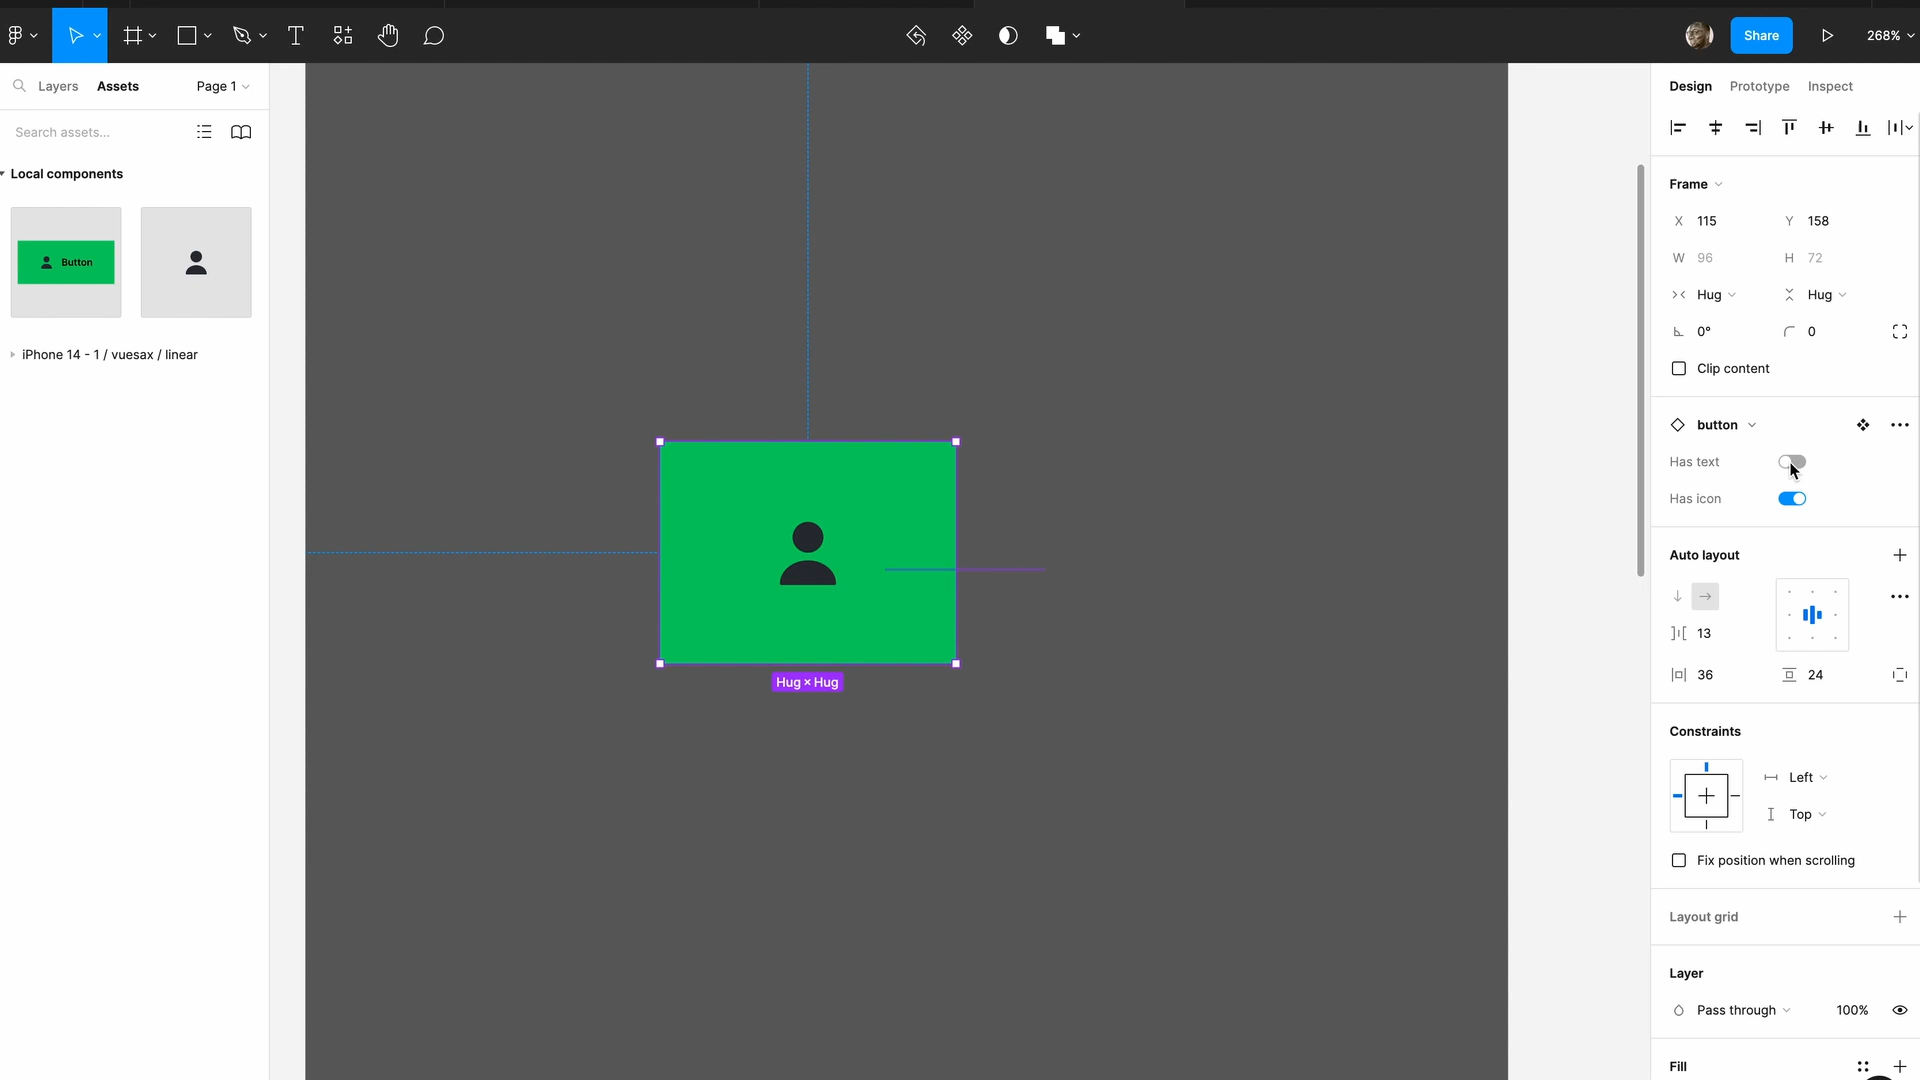 Share
268%
Layers
Assets
Page 1
Search assets...
Local components
Button
iPhone 14 - 1 / vuesax / linear
Hug × Hug
Design
Prototype
Inspect
Frame
X 115
Y 158
W 96
H 72
Hug
Hug
0°
0
Clip content
button
Has text
Has icon
Auto layout
13
36
24
Constraints
Left
Top
Fix position when scrolling
Layout grid
Layer
Pass through
100%
Fill